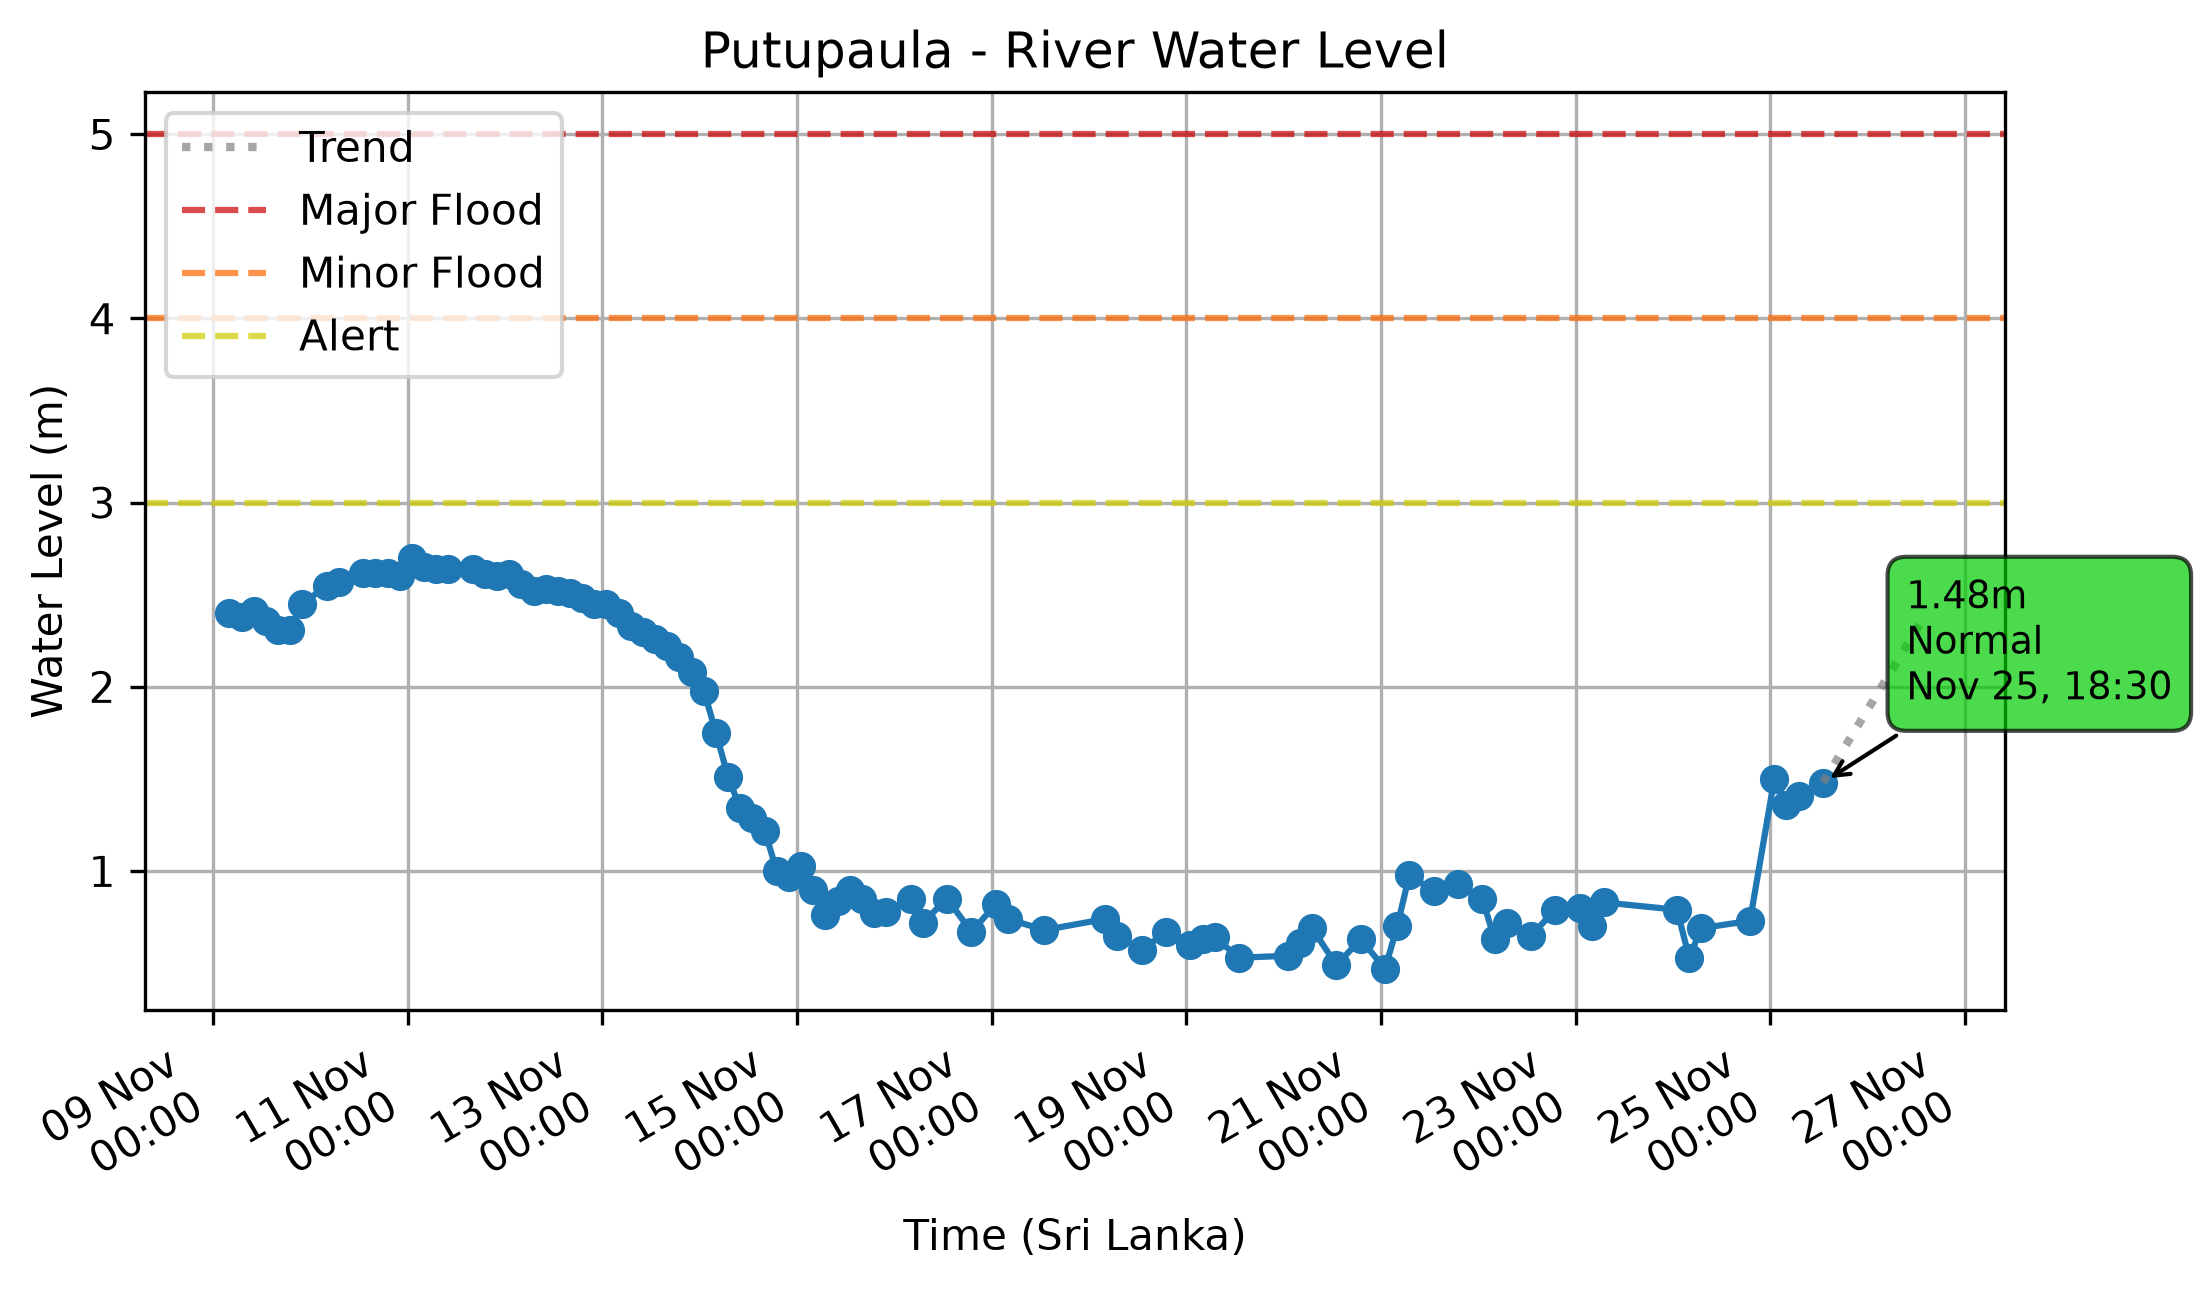 Putupaula - River Water Level
5
4
3
2
1
Water Level (m)
Trend
Major Flood
Minor Flood
Alert
1.48m
Normal
Nov 25, 18:30
09 Nov
00:00
11 Nov
00:00
13 Nov
00:00
15 Nov
00:00
17 Nov
00:00
19 Nov
00:00
21 Nov
00:00
23 Nov
00:00
25 Nov
00:00
27 Nov
00:00
Time (Sri Lanka)